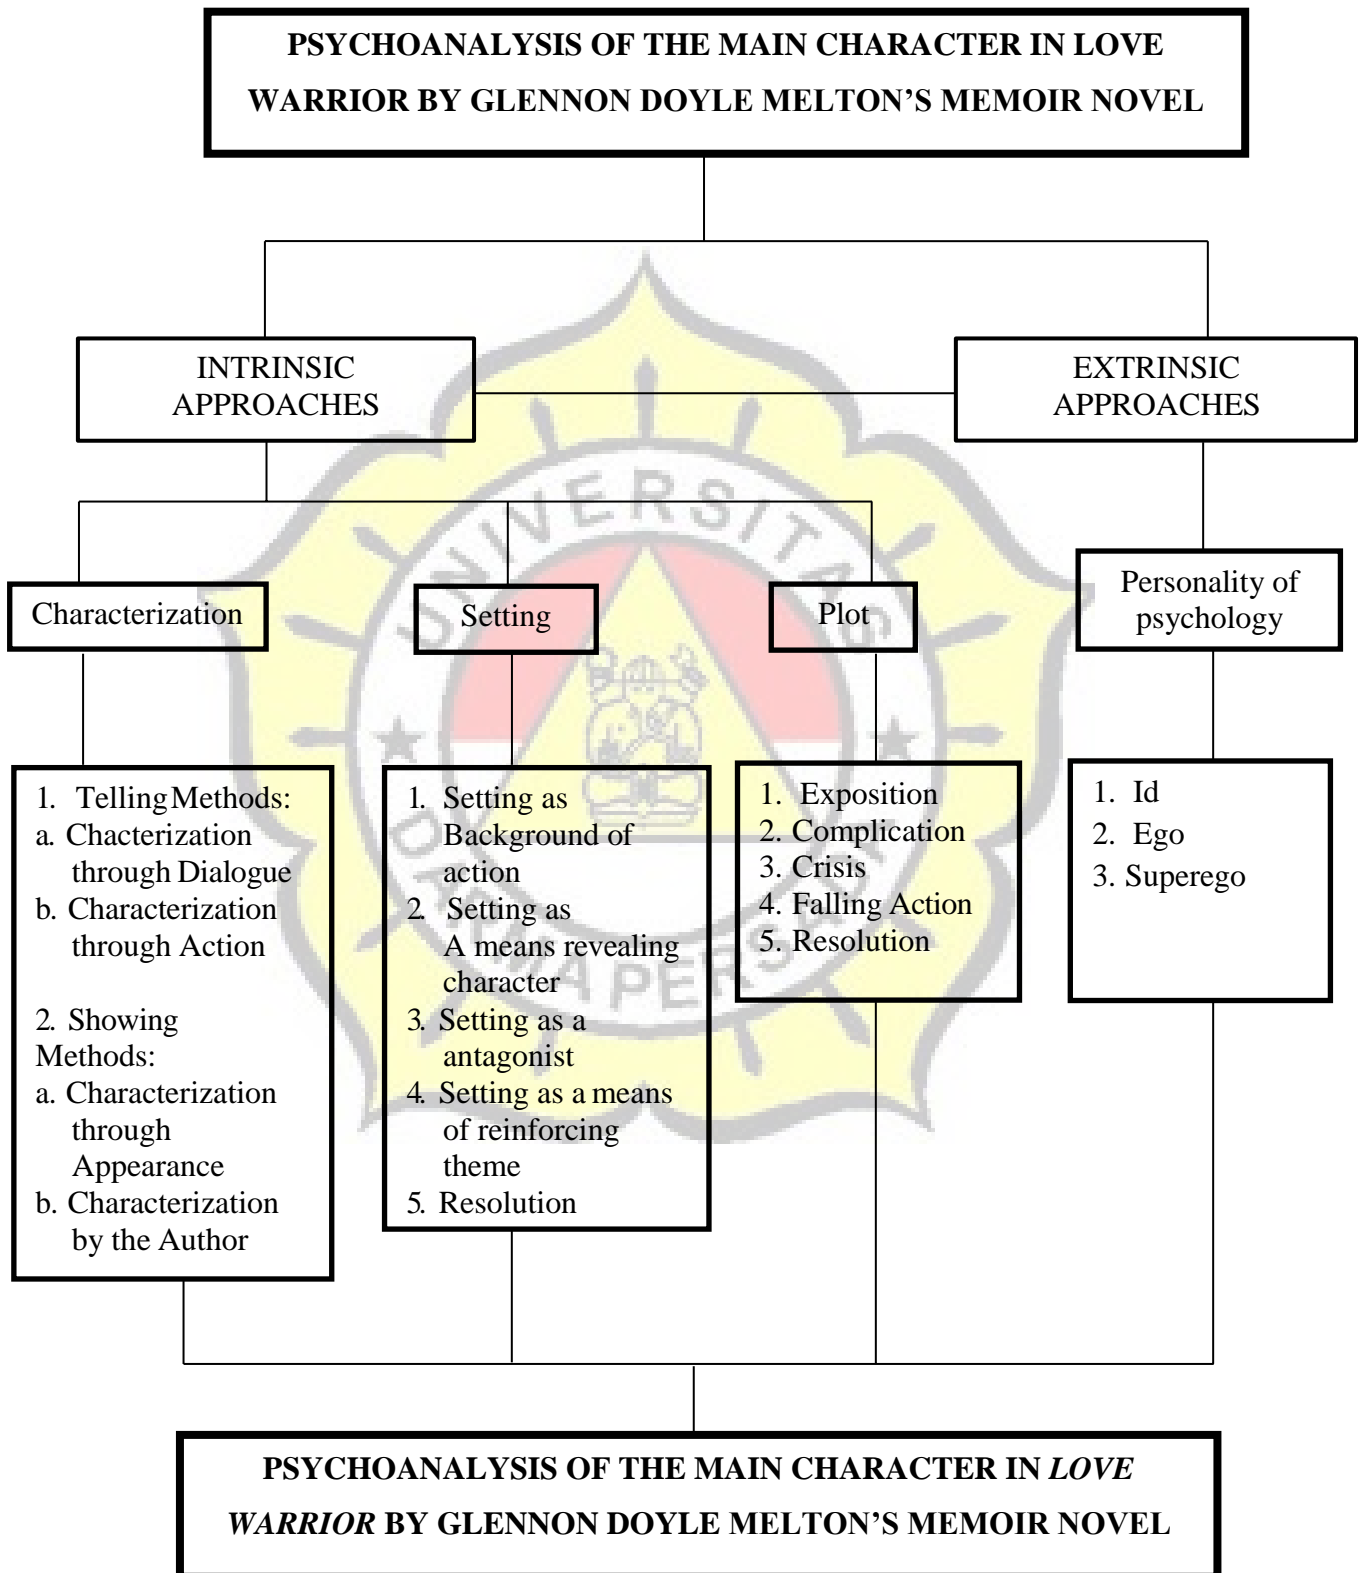 PSYCHOANALYSIS OF THE MAIN CHARACTER IN LOVE
WARRIOR BY GLENNON DOYLE MELTON’S MEMOIR NOVEL
INTRINSIC
APPROACHES
EXTRINSIC
APPROACHES
UNIVERSITAS
DARMA PERSADA
Characterization
Setting
Plot
Personality of
psychology
1. Telling Methods:
a. Chacterization
through Dialogue
b. Characterization
through Action
2. Showing
Methods:
a. Characterization
through
Appearance
b. Characterization
by the Author
1. Setting as
Background of
action
2. Setting as
A means revealing
character
3. Setting as a
antagonist
4. Setting as a means
of reinforcing
theme
5. Resolution
1. Exposition
2. Complication
3. Crisis
4. Falling Action
5. Resolution
1. Id
2. Ego
3. Superego
PSYCHOANALYSIS OF THE MAIN CHARACTER IN LOVE
WARRIOR BY GLENNON DOYLE MELTON’S MEMOIR NOVEL